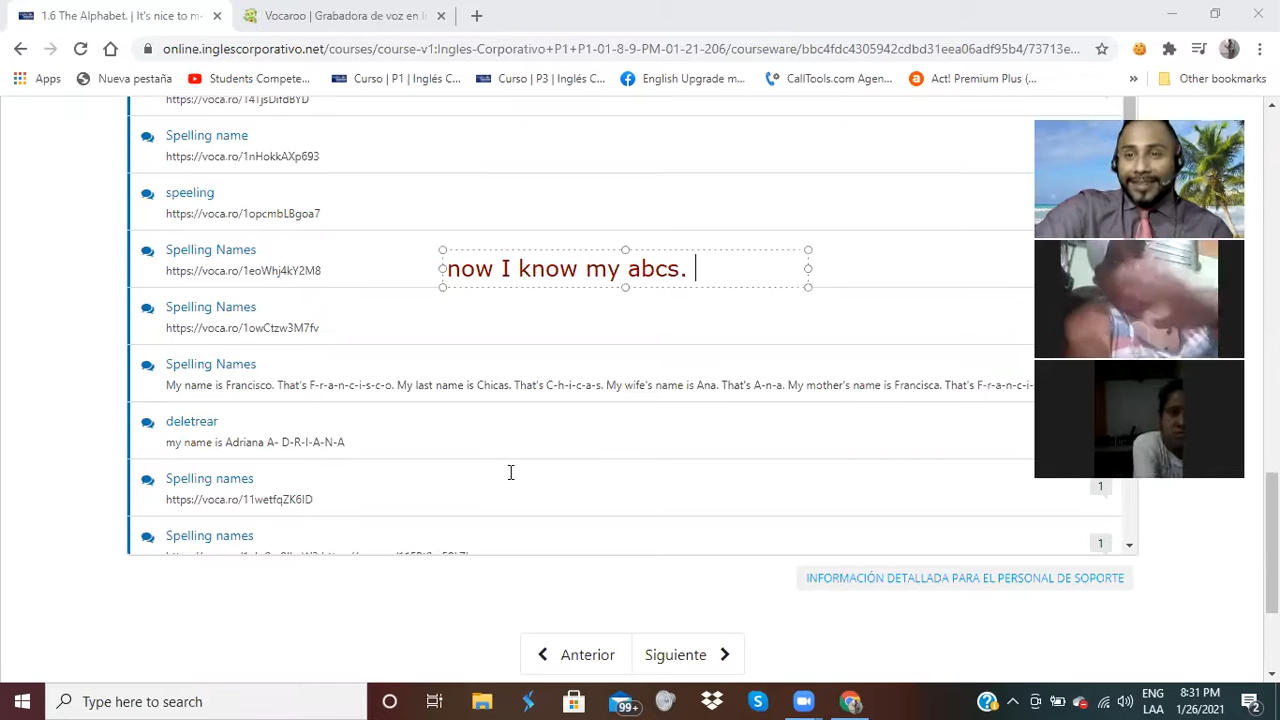 1.6 The Alphabet. | It's nice to m
Vocaroo | Grabadora de voz en l
online.inglescorporativo.net/courses/course-v1:Ingles-Corporativo+P1+P1-01-8-9-PM-01-21-206/courseware/bbc4fdc4305942cdbd31eea06adf95b4/73713e...
Apps
Nueva pestaña
Students Compete...
Curso | P1 | Inglés C...
Curso | P3 | Inglés C...
English Upgrade m...
CallTools.com Agen...
Act! Premium Plus (...
»
Other bookmarks
Spelling name
https://voca.ro/1nHokkAXp693
speeling
https://voca.ro/1opcmbLBgoa7
Spelling Names
https://voca.ro/1eoWhj4kY2M8
now I know my abcs.
Spelling Names
https://voca.ro/1owCtzw3M7fv
Spelling Names
My name is Francisco. That's F-r-a-n-c-i-s-c-o. My last name is Chicas. That's C-h-i-c-a-s. My wife's name is Ana. That's A-n-a. My mother's name is Francisca. That's F-r-a-n-c-i-
deletrear
my name is Adriana A- D-R-I-A-N-A
Spelling names
https://voca.ro/11wetfqZK6ID
1
Spelling names
1
INFORMACIÓN DETALLADA PARA EL PERSONAL DE SOPORTE
Anterior
Siguiente
Type here to search
99+
ENG
LAA
8:31 PM
1/26/2021
2